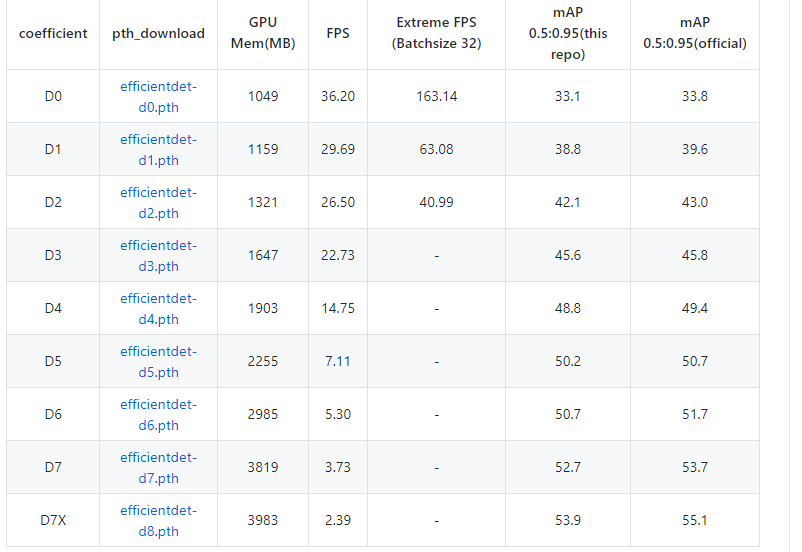 coefficient pth_download GPU Mem(MB) FPS Extreme FPS (Batchsize 32) mAP 0.5:0.95(this repo) mAP 0.5:0.95(official)
D0 efficientdet-d0.pth 1049 36.20 163.14 33.1 33.8
D1 efficientdet-d1.pth 1159 29.69 63.08 38.8 39.6
D2 efficientdet-d2.pth 1321 26.50 40.99 42.1 43.0
D3 efficientdet-d3.pth 1647 22.73 - 45.6 45.8
D4 efficientdet-d4.pth 1903 14.75 - 48.8 49.4
D5 efficientdet-d5.pth 2255 7.11 - 50.2 50.7
D6 efficientdet-d6.pth 2985 5.30 - 50.7 51.7
D7 efficientdet-d7.pth 3819 3.73 - 52.7 53.7
D7X efficientdet-d8.pth 3983 2.39 - 53.9 55.1